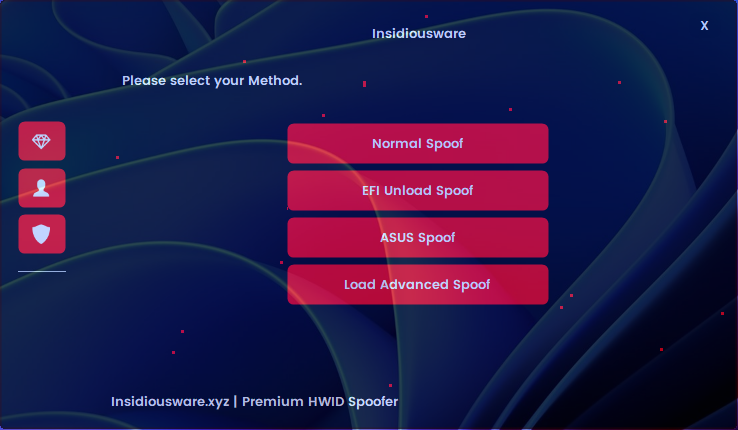 Insidiousware
X
Please select your Method.
Normal Spoof
EFI Unload Spoof
ASUS Spoof
Load Advanced Spoof
Insidiousware.xyz | Premium HWID Spoofer